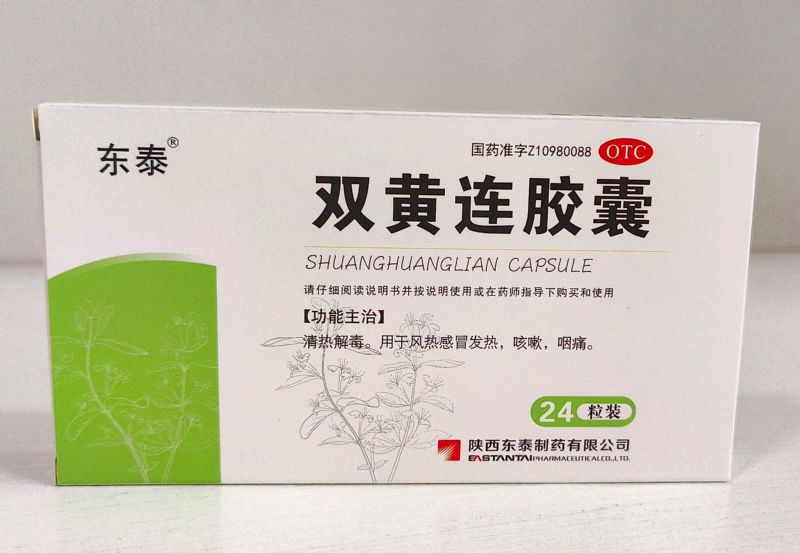 东泰®
国药准字Z10980088 OTC
双黄连胶囊
SHUANGHUANGLIAN CAPSULE
请仔细阅读说明书并按说明使用或在药师指导下购买和使用
【功能主治】
清热解毒。用于风热感冒发热，咳嗽，咽痛。
24粒装
陕西东泰制药有限公司
EASTANTAI PHARMACEUTICALCO.,LTD.